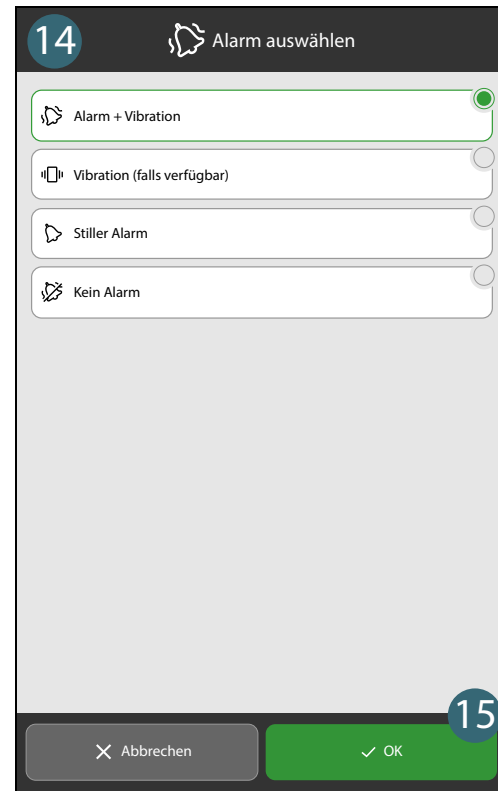 14
Alarm auswählen
Alarm + Vibration
Vibration (falls verfügbar)
Stiller Alarm
Kein Alarm
15
Abbrechen
OK